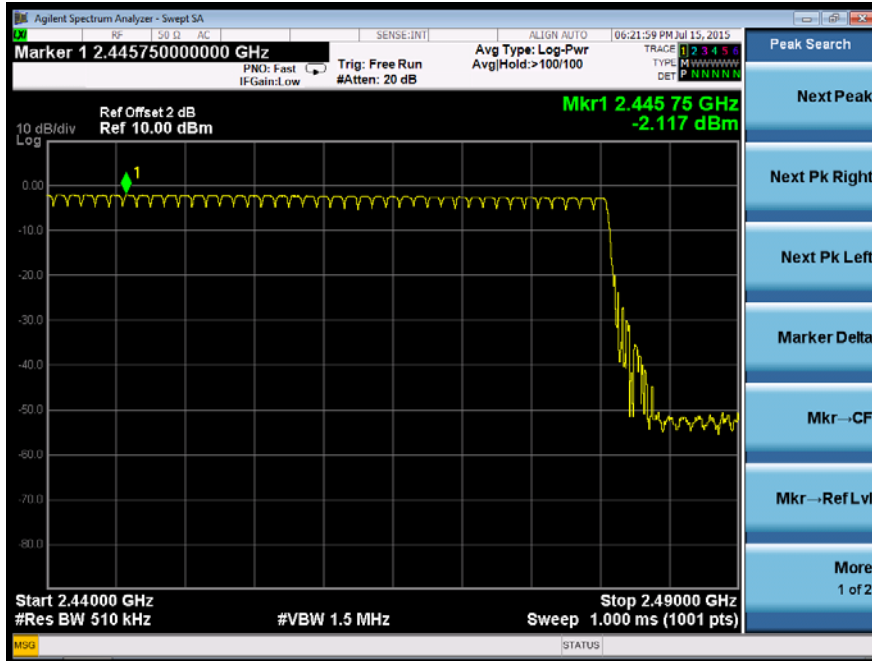 Agilent Spectrum Analyzer - Swept SA
RF 50 Ω AC SENSE:INT ALIGN AUTO 06:21:59 PM Jul 15, 2015
Marker 1 2.445750000000 GHz
PNO: Fast
IFGain:Low
Trig: Free Run
#Atten: 20 dB
Avg Type: Log-Pwr
Avg|Hold:>100/100
TRACE 1 2 3 4 5 6
TYPE M W W W W W
DET P N N N N N
Ref Offset 2 dB
10 dB/div Ref 10.00 dBm
Log
Mkr1 2.445 75 GHz
-2.117 dBm
1
0.00
-10.0
-20.0
-30.0
-40.0
-50.0
-60.0
-70.0
-80.0
Start 2.44000 GHz Stop 2.49000 GHz
#Res BW 510 kHz #VBW 1.5 MHz Sweep 1.000 ms (1001 pts)
MSG STATUS
Peak Search
Next Peak
Next Pk Right
Next Pk Left
Marker Delta
Mkr→CF
Mkr→Ref Lvl
More
1 of 2